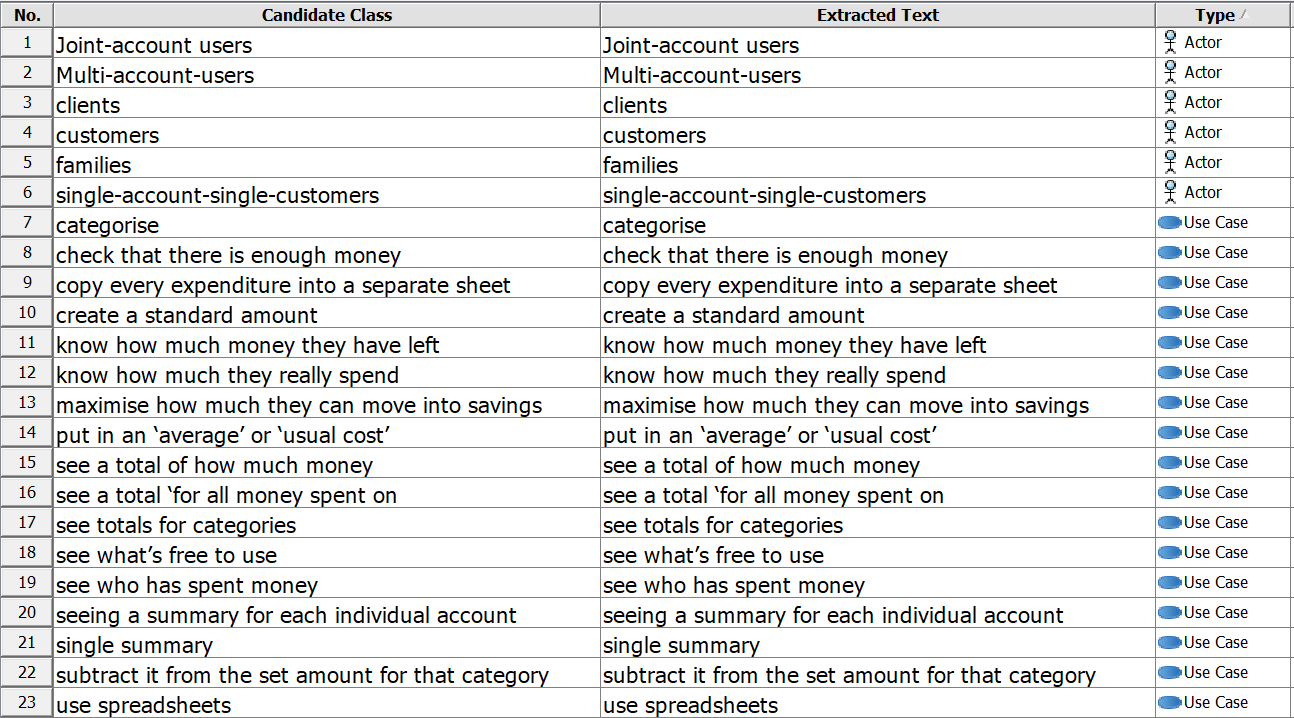 No. Candidate Class Extracted Text Type
1 Joint-account users Joint-account users Actor
2 Multi-account-users Multi-account-users Actor
3 clients clients Actor
4 customers customers Actor
5 families families Actor
6 single-account-single-customers single-account-single-customers Actor
7 categorise categorise Use Case
8 check that there is enough money check that there is enough money Use Case
9 copy every expenditure into a separate sheet copy every expenditure into a separate sheet Use Case
10 create a standard amount create a standard amount Use Case
11 know how much money they have left know how much money they have left Use Case
12 know how much they really spend know how much they really spend Use Case
13 maximise how much they can move into savings maximise how much they can move into savings Use Case
14 put in an ‘average’ or ‘usual cost’ put in an ‘average’ or ‘usual cost’ Use Case
15 see a total of how much money see a total of how much money Use Case
16 see a total ‘for all money spent on see a total ‘for all money spent on Use Case
17 see totals for categories see totals for categories Use Case
18 see what’s free to use see what’s free to use Use Case
19 see who has spent money see who has spent money Use Case
20 seeing a summary for each individual account seeing a summary for each individual account Use Case
21 single summary single summary Use Case
22 subtract it from the set amount for that category subtract it from the set amount for that category Use Case
23 use spreadsheets use spreadsheets Use Case